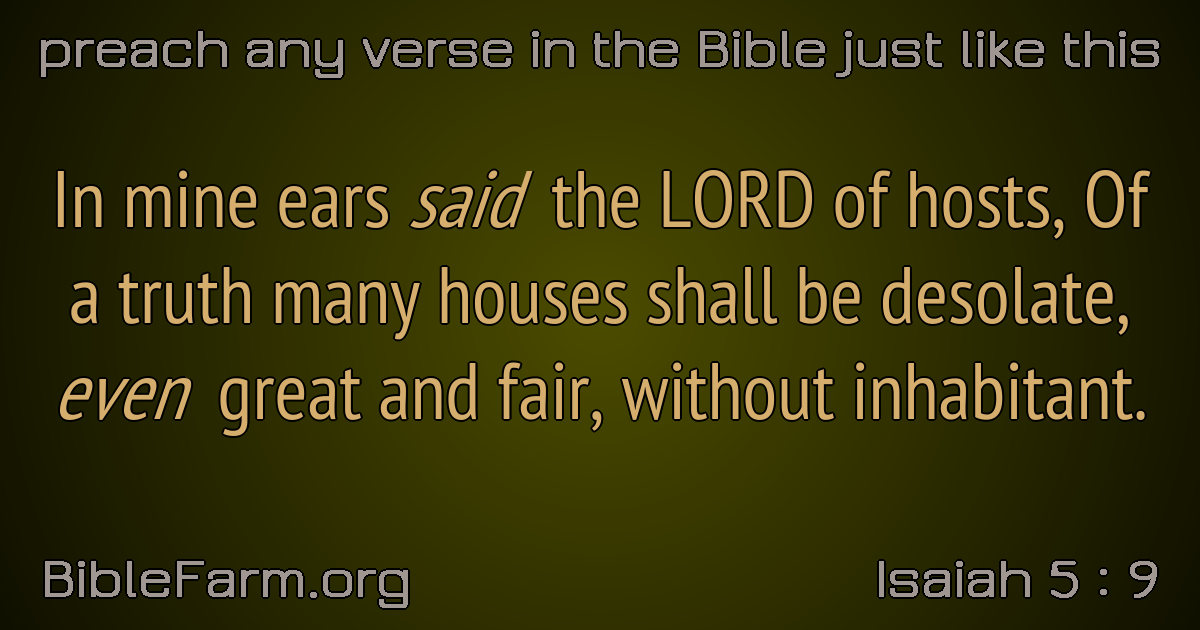 preach any verse in the Bible just like this
In mine ears said the LORD of hosts, Of
a truth many houses shall be desolate,
even great and fair, without inhabitant.
BibleFarm.org
Isaiah 5 : 9